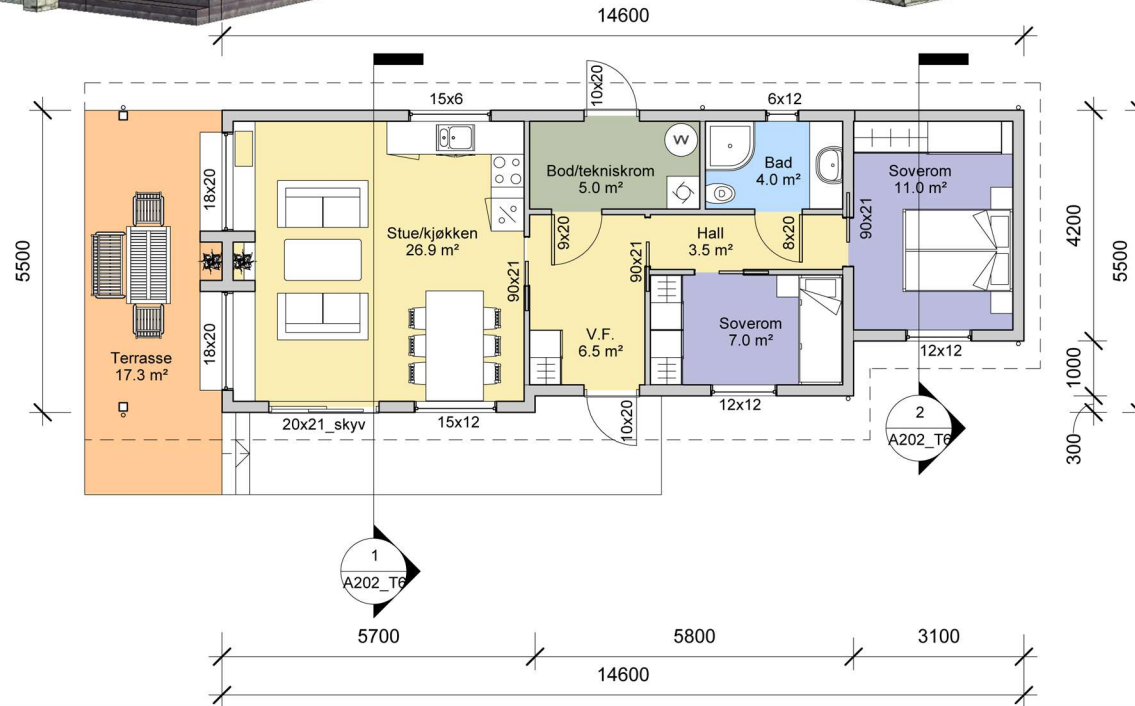 14600
15x6
10x20
6x12
18x20
Stue/kjøkken
26.9 m²
Bod/tekniskrom
5.0 m²
W
Bad
4.0 m²
Soverom
11.0 m²
9x20
90x21
Hall
3.5 m²
8x20
90x21
90x21
5500
4200
5500
Terrasse
17.3 m²
18x20
V.F.
6.5 m²
Soverom
7.0 m²
12x12
1000
300
20x21_skyv
15x12
10x20
12x12
2
A202_T6
1
A202_T6
5700
5800
3100
14600